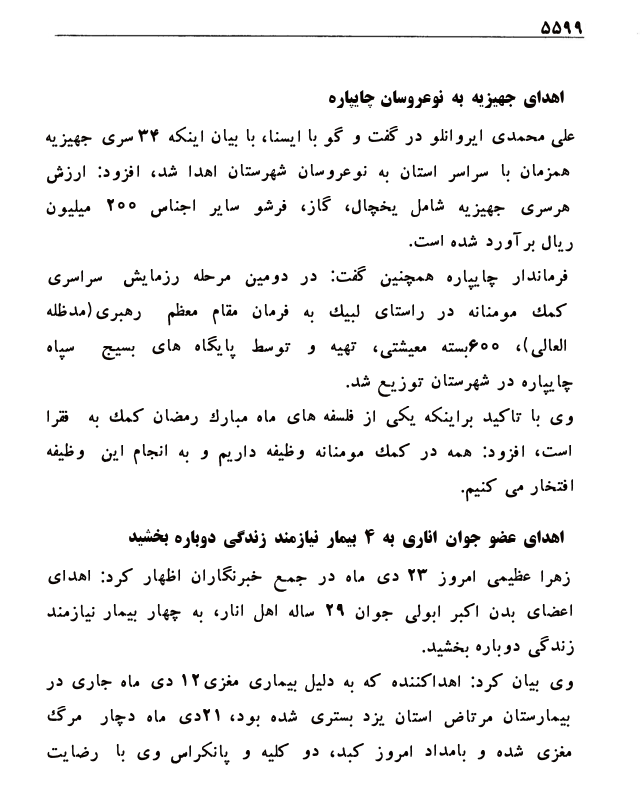 ۵۵۹۹
اهدای جهیزیه به نوعروسان چایپاره
علی محمدی ایروانلو در گفت و گو با ایسنا، با بیان اینکه ۳۴ سری جهیزیه
همزمان با سراسر استان به نوعروسان شهرستان اهدا شد، افزود: ارزش
هرسری جهیزیه شامل یخچال، گاز، فرشو سایر اجناس ۲۰۰ میلیون
ریال برآورد شده است.
فرماندار چایپاره همچنین گفت: در دومین مرحله رزمایش سراسری
کمك مومنانه در راستای لبیك به فرمان مقام معظم رهبری(مدظله
العالی)، ۶۰۰بسته معیشتی، تهیه و توسط پایگاه های بسیج سپاه
چایپاره در شهرستان توزیع شد.
وی با تاکید براینکه یکی از فلسفه های ماه مبارك رمضان کمك به فقرا
است، افزود: همه در کمك مومنانه وظیفه داریم و به انجام این وظیفه
افتخار می کنیم.
اهدای عضو جوان اناری به ۴ بیمار نیازمند زندگی دوباره بخشید
زهرا عظیمی امروز ۲۳ دی ماه در جمع خبرنگاران اظهار کرد: اهدای
اعضای بدن اکبر ابولی جوان ۲۹ ساله اهل انار، به چهار بیمار نیازمند
زندگی دوباره بخشید.
وی بیان کرد: اهداکننده که به دلیل بیماری مغزی۱۲ دی ماه جاری در
بیمارستان مرتاض استان یزد بستری شده بود، ۲۱دی ماه دچار مرگ
مغزی شده و بامداد امروز کبد، دو کلیه و پانکراس وی با رضایت